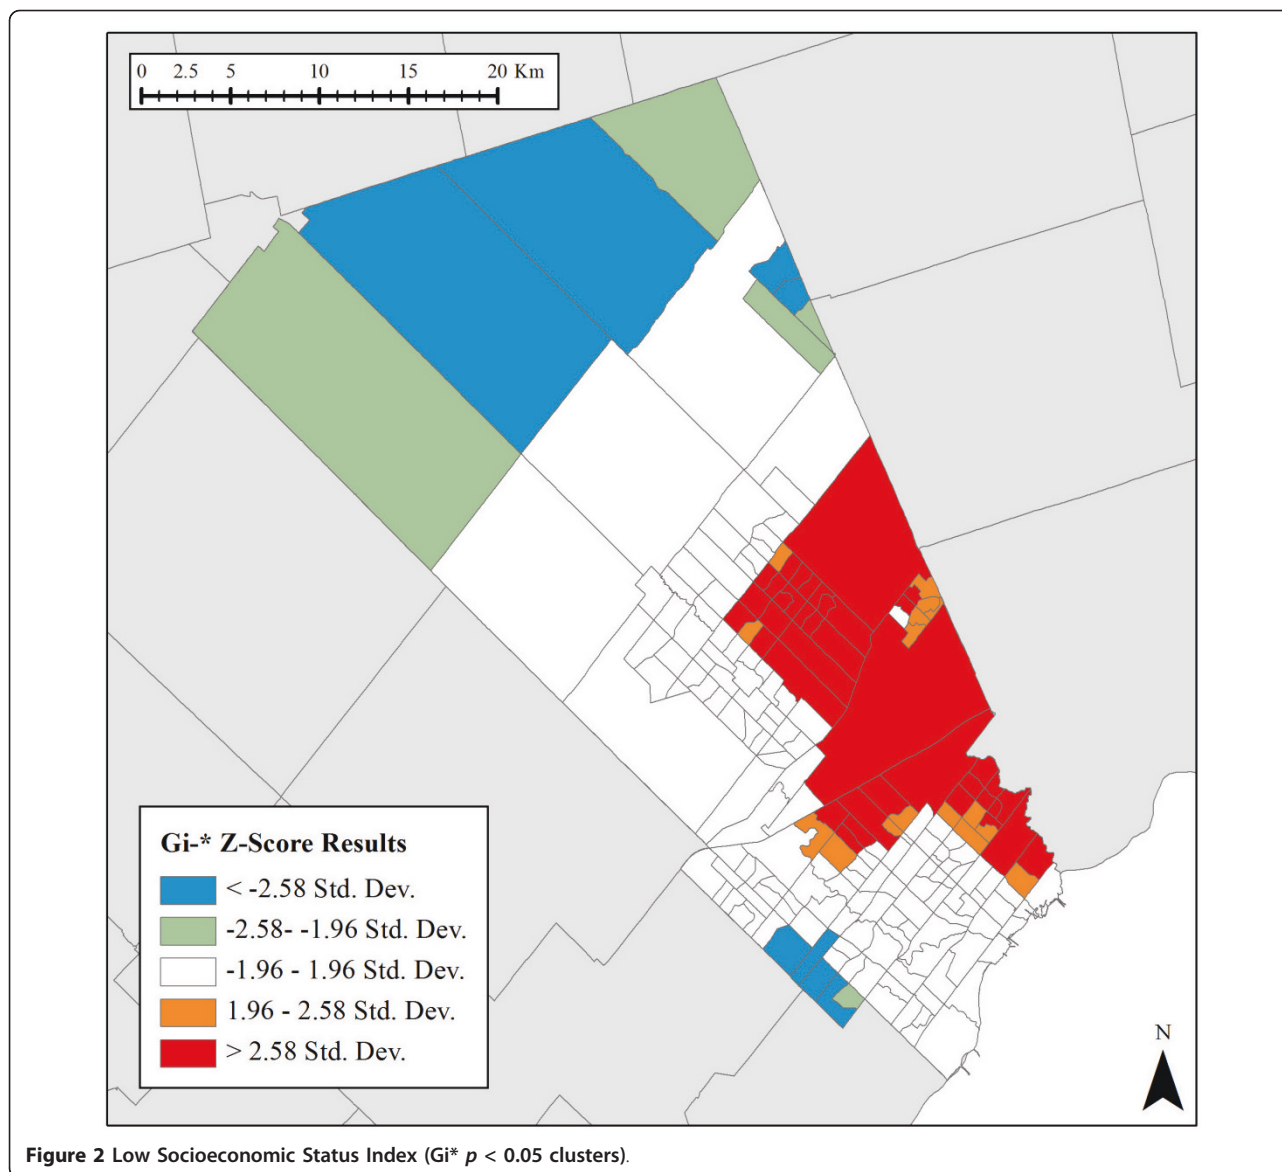 0 2.5 5 10 15 20 Km
Gi-* Z-Score Results
< -2.58 Std. Dev.
-2.58- -1.96 Std. Dev.
-1.96 - 1.96 Std. Dev.
1.96 - 2.58 Std. Dev.
> 2.58 Std. Dev.
N
Figure 2 Low Socioeconomic Status Index (Gi* p < 0.05 clusters).